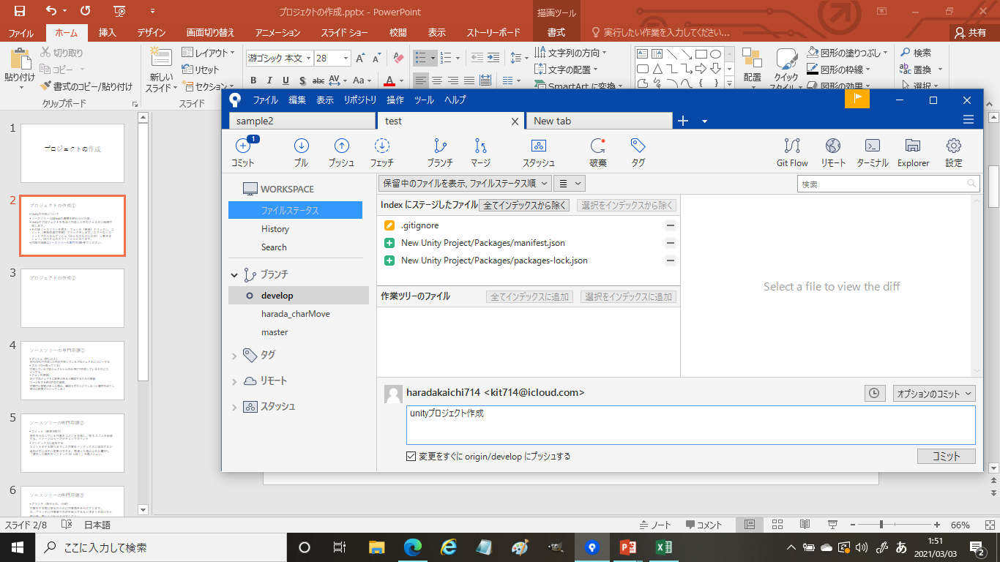 プロジェクトの作成.pptx - PowerPoint
描画ツール
ファイル ホーム 挿入 デザイン 画面切り替え アニメーション スライド ショー 校閲 表示 ストーリーボード 書式 実行したい作業を入力してください... 共有
貼り付け
切り取り
コピー
書式のコピー/貼り付け
クリップボード
新しい
スライド
レイアウト
リセット
セクション
スライド
游ゴシック 本文 28
B I U S abc AV Aa A
文字列の方向
文字の配置
SmartArt に変換
配置
クイック
スタイル
図形の塗りつぶし
図形の枠線
図形の効果
検索
置換
選択
1
プロジェクトの作成
2
プロジェクトの作成①
3
プロジェクトの作成②
4
ソースツリーの専門用語①
5
ソースツリーの専門用語②
6
ソースツリーの専門用語③
ファイル 編集 表示 リポジトリ 操作 ツール ヘルプ
sample2
test
New tab
1
コミット プル プッシュ フェッチ ブランチ マージ スタッシュ 破棄 タグ Git Flow リモート ターミナル Explorer 設定
WORKSPACE
ファイルステータス
History
Search
ブランチ
develop
harada_charMove
master
タグ
リモート
スタッシュ
保留中のファイルを表示, ファイルステータス順
検索
Index にステージしたファイル 全てインデックスから除く 選択をインデックスから除く
.gitignore
New Unity Project/Packages/manifest.json
New Unity Project/Packages/packages-lock.json
作業ツリーのファイル 全てインデックスに追加 選択をインデックスに追加
Select a file to view the diff
haradakaichi714 <kit714@icloud.com>
オプションのコミット
unityプロジェクト作成
変更をすぐに origin/develop にプッシュする
コミット
スライド 2/8 日本語 ノート コメント 66%
ここに入力して検索
あ
1:51
2021/03/03
2